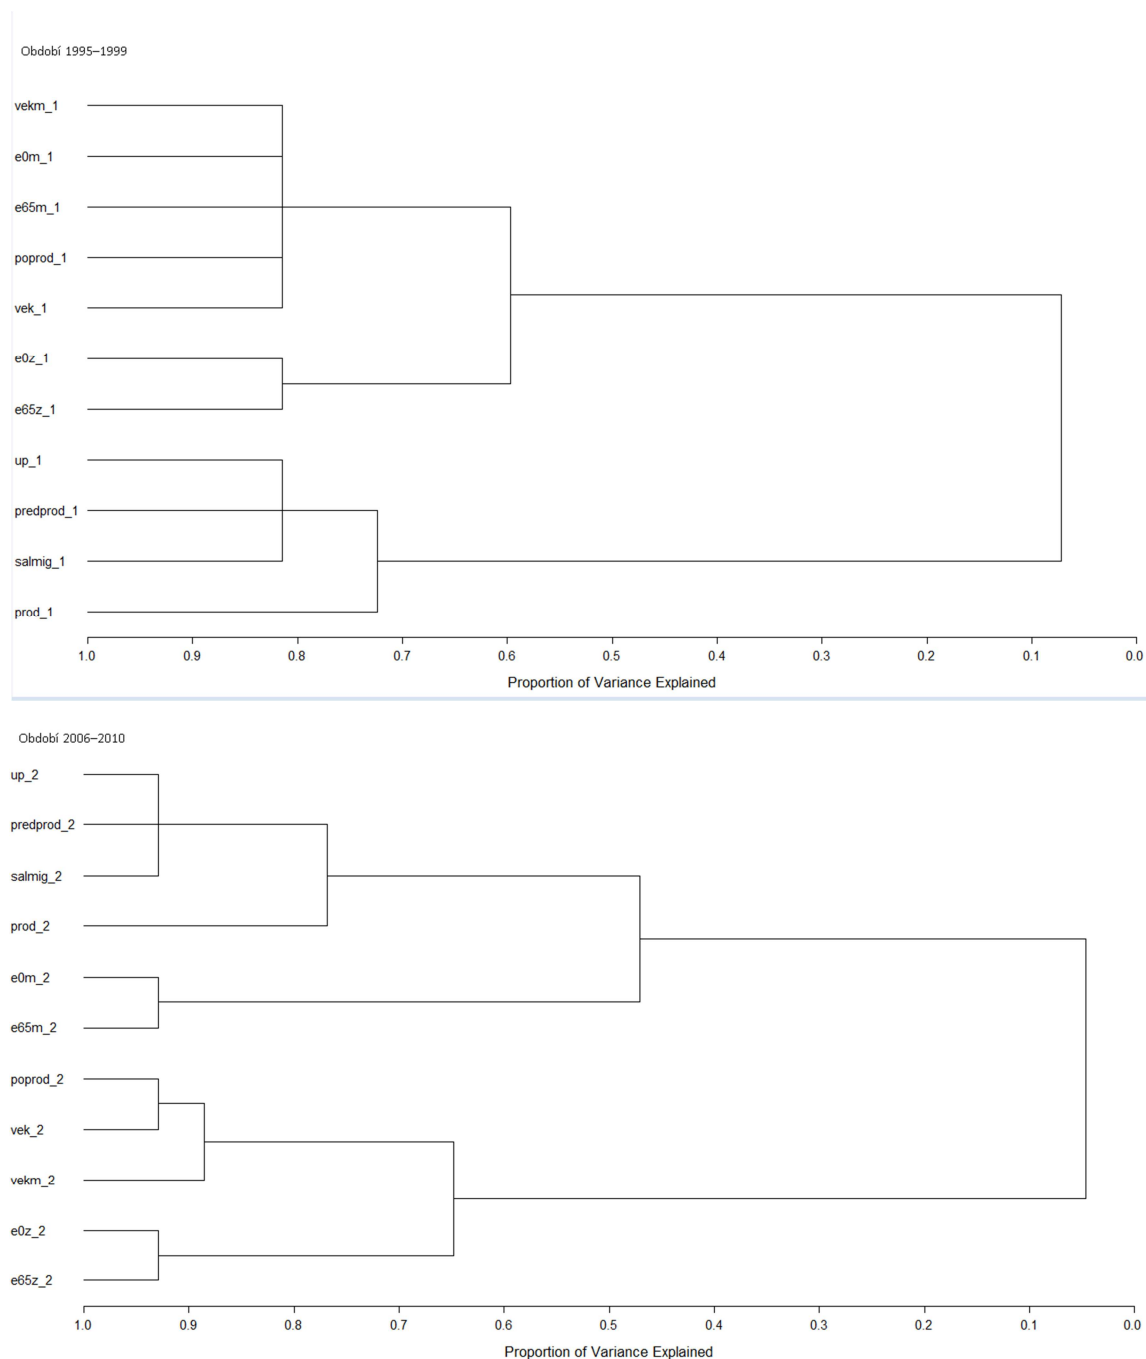 Období 1995–1999
vekm_1
e0m_1
e65m_1
poprod_1
vek_1
e0z_1
e65z_1
up_1
predprod_1
salmig_1
prod_1
1.0 0.9 0.8 0.7 0.6 0.5 0.4 0.3 0.2 0.1 0.0
Proportion of Variance Explained
Období 2006–2010
up_2
predprod_2
salmig_2
prod_2
e0m_2
e65m_2
poprod_2
vek_2
vekm_2
e0z_2
e65z_2
1.0 0.9 0.8 0.7 0.6 0.5 0.4 0.3 0.2 0.1 0.0
Proportion of Variance Explained